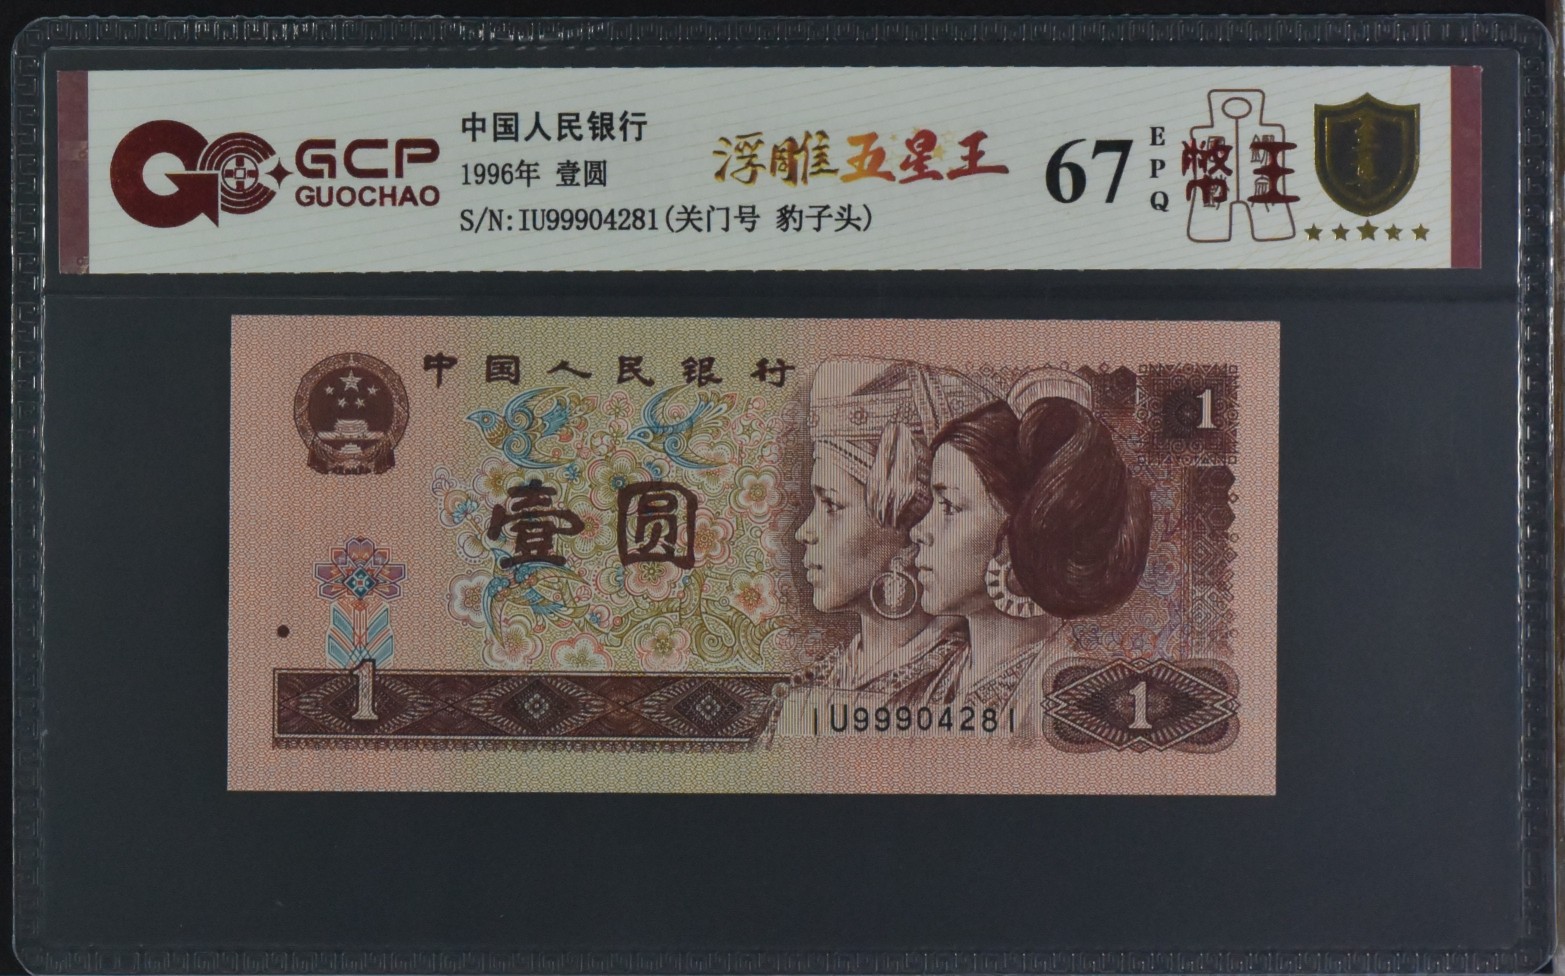 GCP
GUOCHAO
中国人民银行
1996年 壹圆
S/N:IU99904281(关门号 豹子头)
浮雕五星王
67
EPQ
幣王
中国人民银行
壹圆
1
1
1
IU99904281